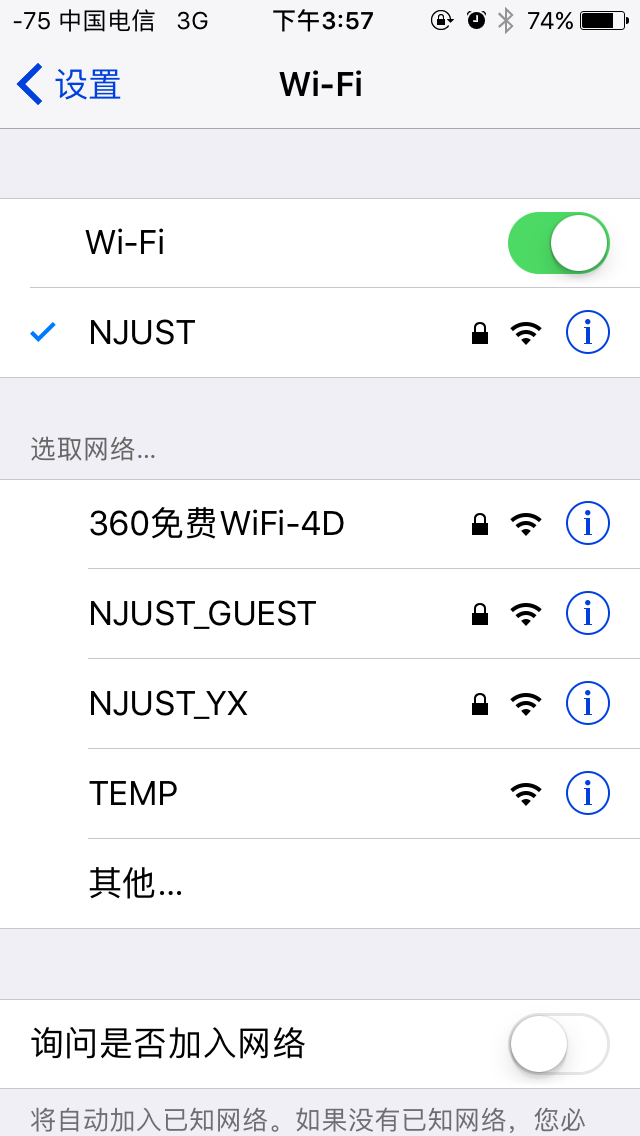 -75 中国电信 3G 下午3:57 74%
设置 Wi-Fi
Wi-Fi
NJUST
选取网络...
360免费WiFi-4D
NJUST_GUEST
NJUST_YX
TEMP
其他...
询问是否加入网络
将自动加入已知网络。如果没有已知网络，您必